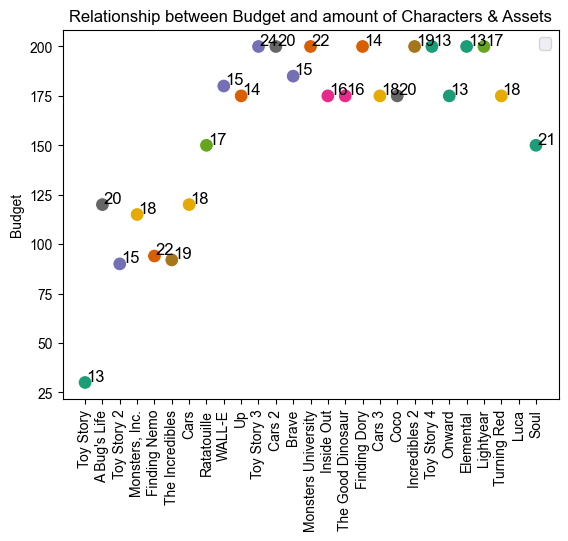 Relationship between Budget and amount of Characters & Assets
Budget
200
175
150
125
100
75
50
25
13
20
15
18
22
19
18
17
15
14
24
20
15
22
16
16
14
18
20
19
13
13
13
17
18
21
Toy Story
A Bug's Life
Toy Story 2
Monsters, Inc.
Finding Nemo
The Incredibles
Cars
Ratatouille
WALL-E
Up
Toy Story 3
Cars 2
Brave
Monsters University
Inside Out
The Good Dinosaur
Finding Dory
Cars 3
Coco
Incredibles 2
Toy Story 4
Onward
Elemental
Lightyear
Turning Red
Luca
Soul